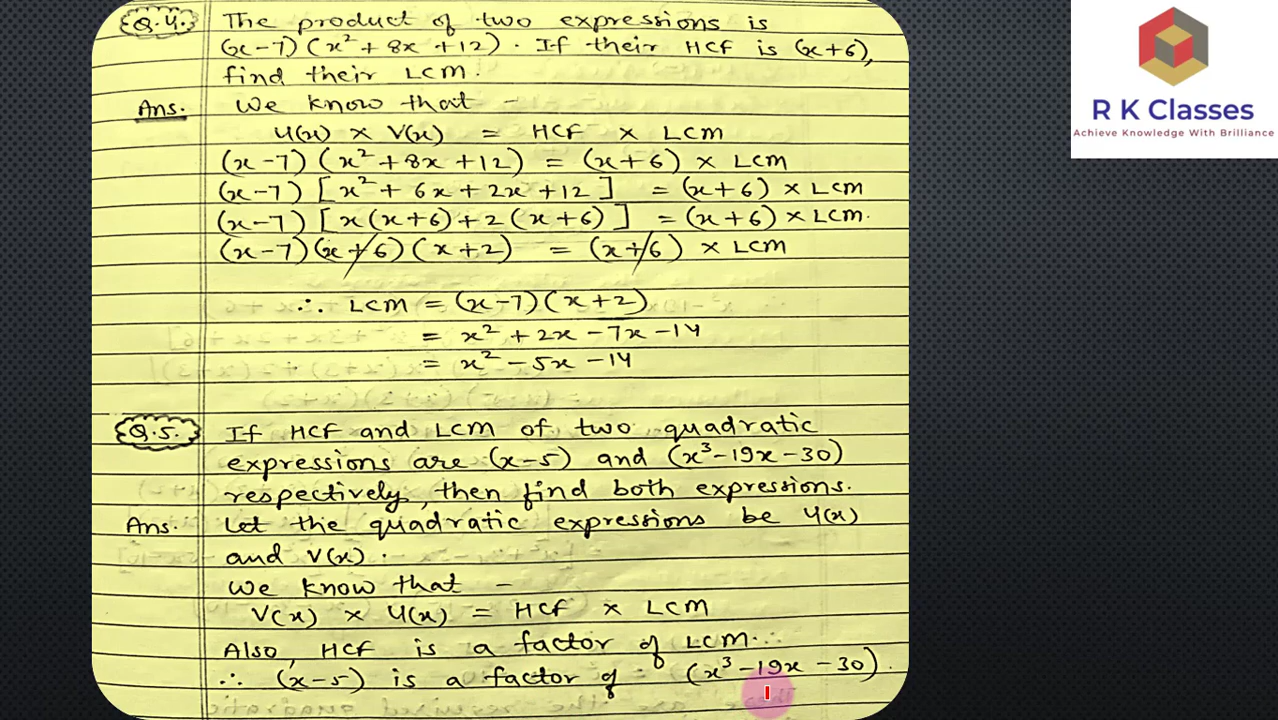 Q.4. The product of two expressions is
(x-7)(x²+8x+12). If their HCF is (x+6),
find their LCM.
Ans. We know that -
U(x) × V(x) = HCF × LCM
(x-7)(x²+8x+12) = (x+6) × LCM
(x-7)[x²+6x+2x+12] = (x+6) × LCM
(x-7)[x(x+6)+2(x+6)] = (x+6) × LCM.
(x-7)(x+6)(x+2) = (x+6) × LCM
∴ LCM = (x-7)(x+2)
= x²+2x-7x-14
= x²-5x-14
Q.5. If HCF and LCM of two quadratic
expressions are (x-5) and (x³-19x-30)
respectively, then find both expressions.
Ans. Let the quadratic expressions be U(x)
and V(x).
We know that -
V(x) × U(x) = HCF × LCM
Also, HCF is a factor of LCM.
∴ (x-5) is a factor of (x³-19x-30).
R K Classes
Achieve Knowledge With Brilliance